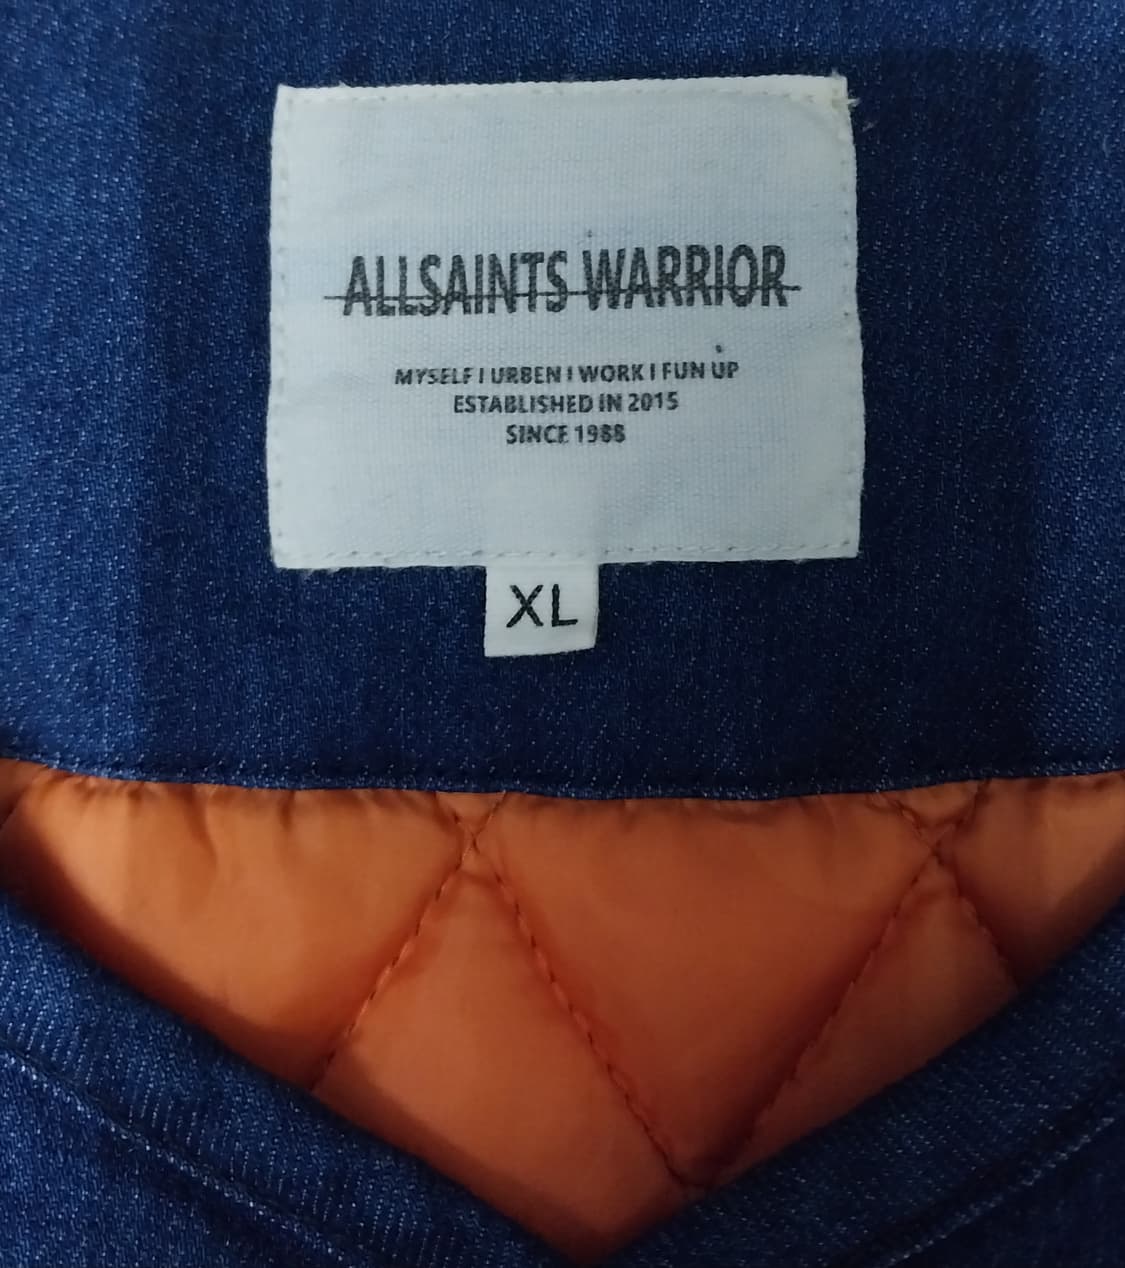 ALLSAINTS WARRIOR
MYSELF I URBEN I WORK I FUN UP
ESTABLISHED IN 2015
SINCE 1988
XL